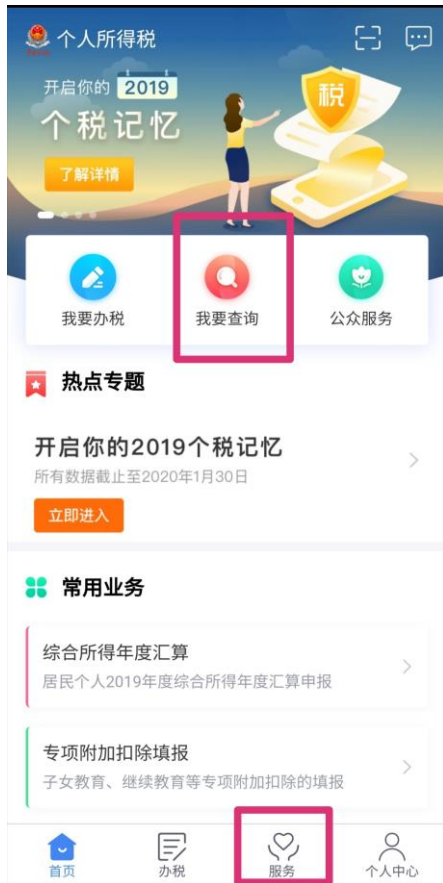 个人所得税
开启你的 2019
个税记忆
税
了解详情
我要办税
我要查询
公众服务
热点专题
开启你的2019个税记忆
所有数据截止至2020年1月30日
立即进入
常用业务
综合所得年度汇算
居民个人2019年度综合所得年度汇算申报
专项附加扣除填报
子女教育、继续教育等专项附加扣除的填报
首页
办税
服务
个人中心